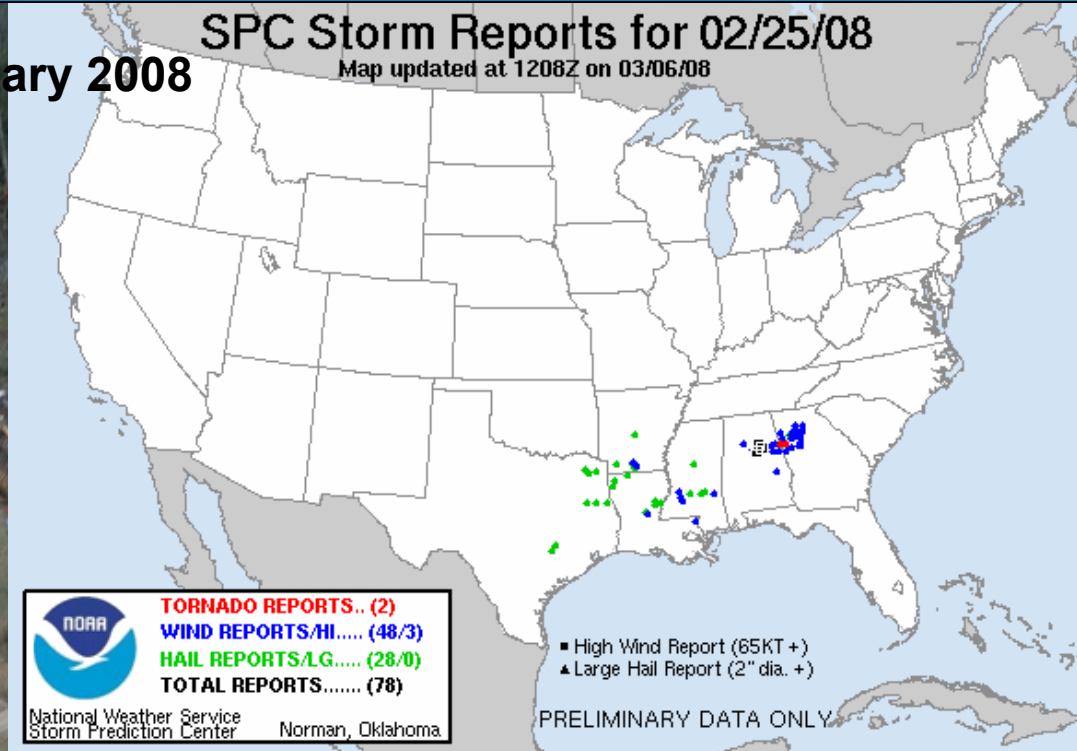 SPC Storm Reports for 02/25/08
ary 2008
Map updated at 1208Z on 03/06/08
NOAA
TORNADO REPORTS.. (2)
WIND REPORTS/HI..... (48/3)
HAIL REPORTS/LG..... (28/0)
TOTAL REPORTS....... (78)
National Weather Service
Storm Prediction Center
Norman, Oklahoma
High Wind Report (65KT +)
Large Hail Report (2" dia. +)
PRELIMINARY DATA ONLY